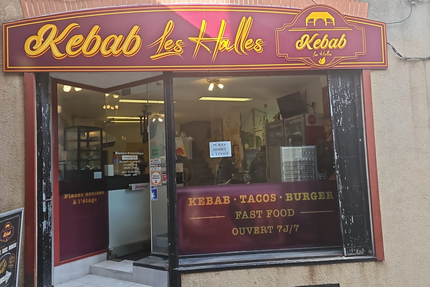 Kebab Les Halles
Kebab
Les Halles
Places assises
à l'étage
KEBAB · TACOS · BURGER
FAST FOOD
OUVERT 7J/7